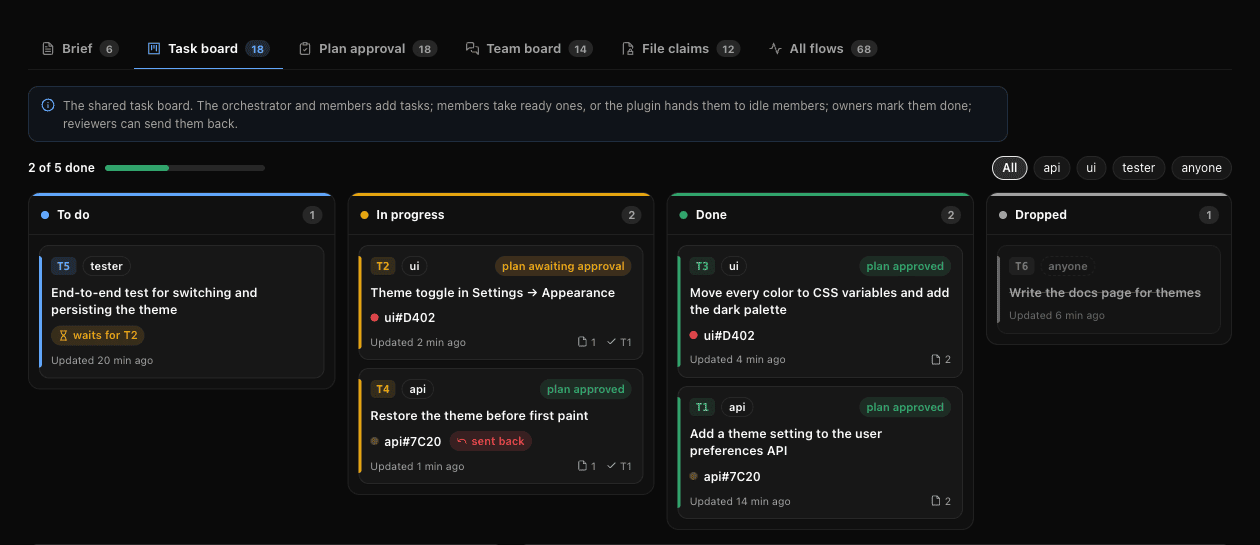 Brief 6 Task board 18 Plan approval 18 Team board 14 File claims 12 All flows 68
The shared task board. The orchestrator and members add tasks; members take ready ones, or the plugin hands them to idle members; owners mark them done;
reviewers can send them back.
2 of 5 done
All api ui tester anyone
To do 1
T5 tester
End-to-end test for switching and
persisting the theme
waits for T2
Updated 20 min ago
In progress 2
T2 ui plan awaiting approval
Theme toggle in Settings → Appearance
ui#D402
Updated 2 min ago 1 T1
T4 api plan approved
Restore the theme before first paint
api#7C20 sent back
Updated 1 min ago 1 T1
Done 2
T3 ui plan approved
Move every color to CSS variables and add
the dark palette
ui#D402
Updated 4 min ago 2
T1 api plan approved
Add a theme setting to the user
preferences API
api#7C20
Updated 14 min ago 2
Dropped 1
T6 anyone
Write the docs page for themes
Updated 6 min ago